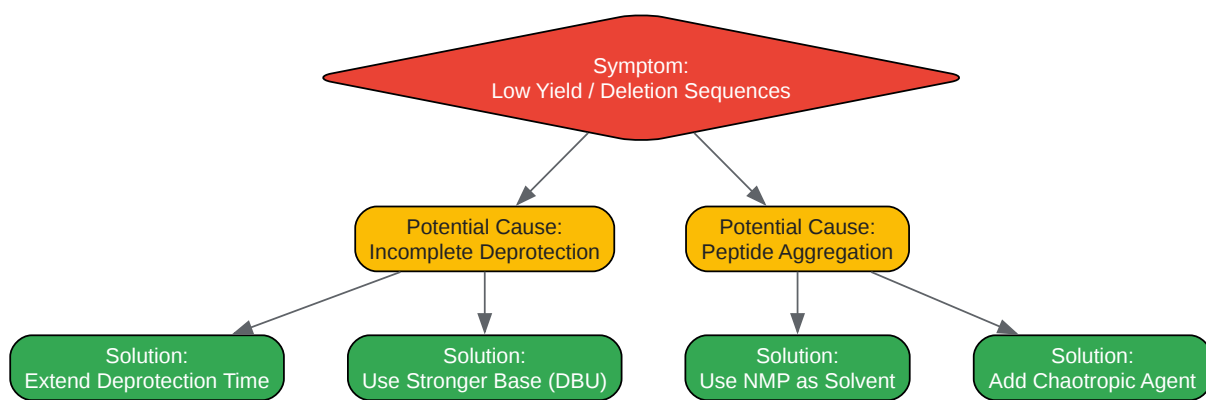 Symptom:
Low Yield / Deletion Sequences
Potential Cause:
Incomplete Deprotection
Potential Cause:
Peptide Aggregation
Solution:
Extend Deprotection Time
Solution:
Use Stronger Base (DBU)
Solution:
Use NMP as Solvent
Solution:
Add Chaotropic Agent